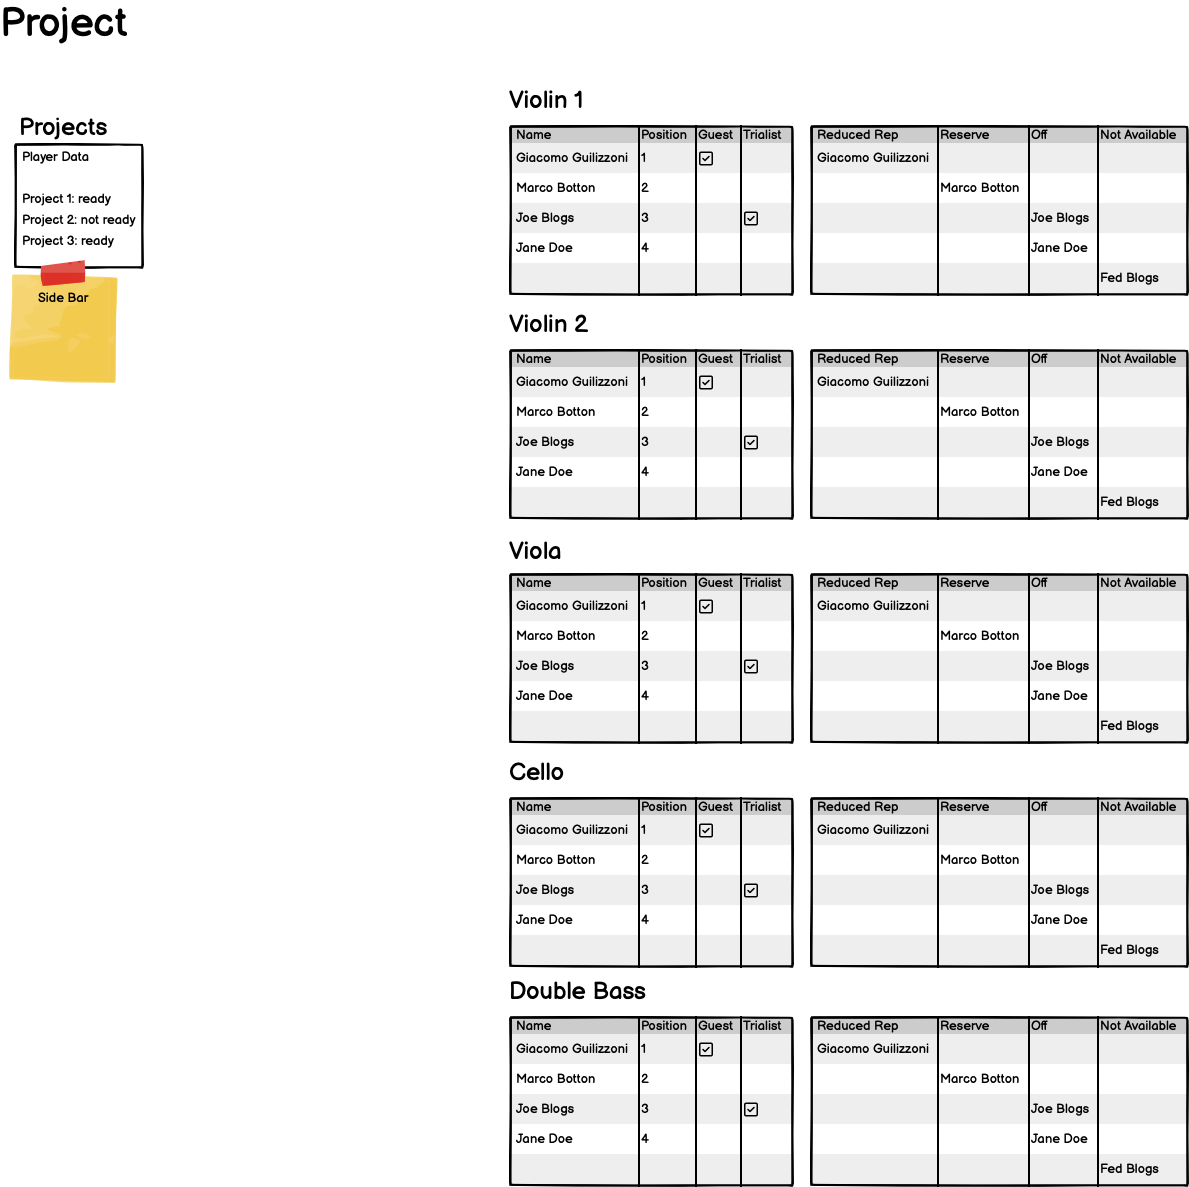 Project
Projects
Player Data
Project 1: ready
Project 2: not ready
Project 3: ready
Side Bar
Violin 1
Name Position Guest Trialist Reduced Rep Reserve Off Not Available
Giacomo Guilizzoni 1 Giacomo Guilizzoni
Marco Botton 2 Marco Botton
Joe Blogs 3 Joe Blogs
Jane Doe 4 Jane Doe
Fed Blogs
Violin 2
Name Position Guest Trialist Reduced Rep Reserve Off Not Available
Giacomo Guilizzoni 1 Giacomo Guilizzoni
Marco Botton 2 Marco Botton
Joe Blogs 3 Joe Blogs
Jane Doe 4 Jane Doe
Fed Blogs
Viola
Name Position Guest Trialist Reduced Rep Reserve Off Not Available
Giacomo Guilizzoni 1 Giacomo Guilizzoni
Marco Botton 2 Marco Botton
Joe Blogs 3 Joe Blogs
Jane Doe 4 Jane Doe
Fed Blogs
Cello
Name Position Guest Trialist Reduced Rep Reserve Off Not Available
Giacomo Guilizzoni 1 Giacomo Guilizzoni
Marco Botton 2 Marco Botton
Joe Blogs 3 Joe Blogs
Jane Doe 4 Jane Doe
Fed Blogs
Double Bass
Name Position Guest Trialist Reduced Rep Reserve Off Not Available
Giacomo Guilizzoni 1 Giacomo Guilizzoni
Marco Botton 2 Marco Botton
Joe Blogs 3 Joe Blogs
Jane Doe 4 Jane Doe
Fed Blogs